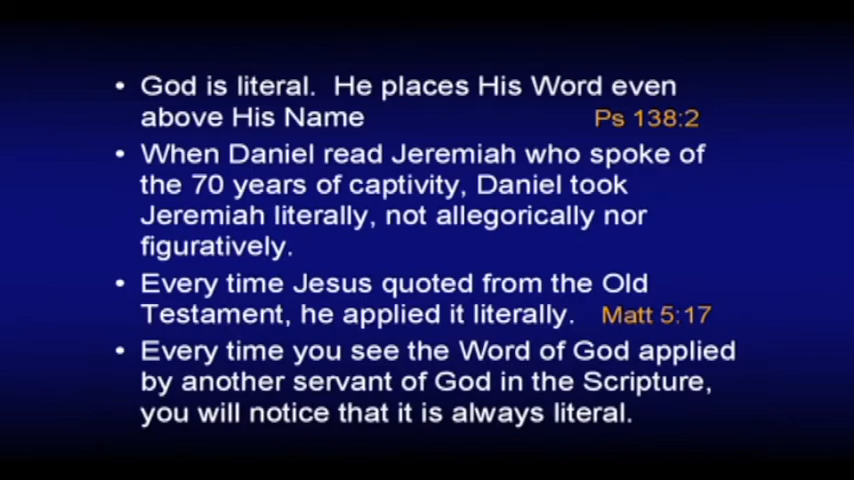 • God is literal. He places His Word even
above His Name Ps 138:2
• When Daniel read Jeremiah who spoke of
the 70 years of captivity, Daniel took
Jeremiah literally, not allegorically nor
figuratively.
• Every time Jesus quoted from the Old
Testament, he applied it literally. Matt 5:17
• Every time you see the Word of God applied
by another servant of God in the Scripture,
you will notice that it is always literal.